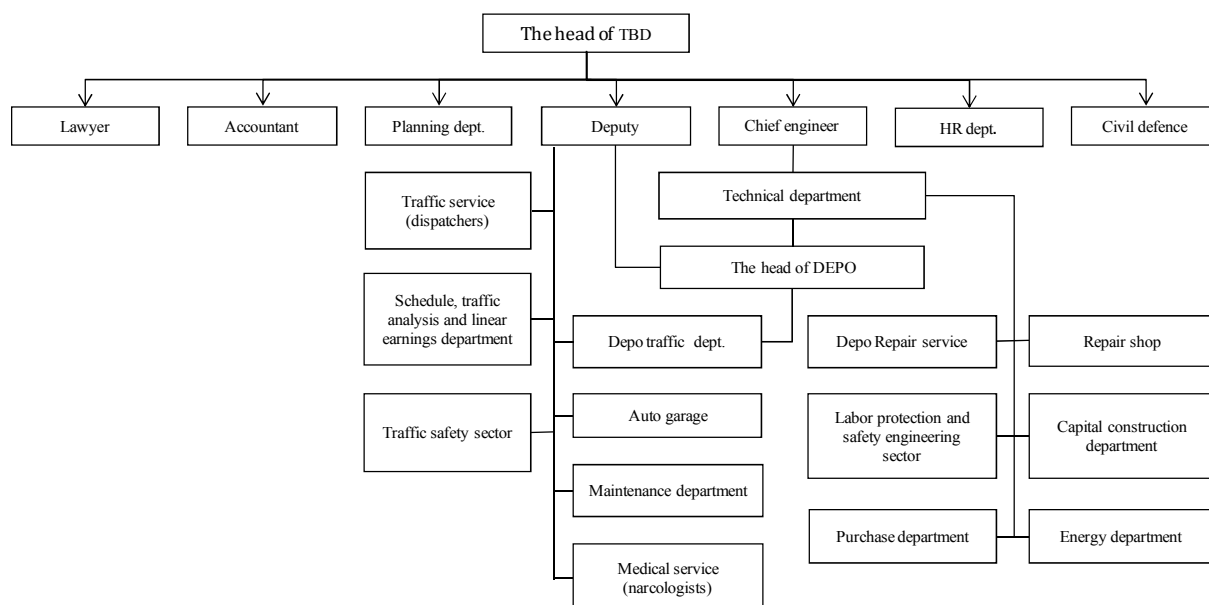 The head of TBD
Lawyer
Accountant
Planning dept.
Deputy
Chief engineer
HR dept.
Civil defence
Traffic service
(dispatchers)
Technical department
The head of DEPO
Schedule, traffic
analysis and linear
earnings department
Depo traffic dept.
Depo Repair service
Repair shop
Traffic safety sector
Auto garage
Labor protection and
safety engineering
sector
Capital construction
department
Maintenance department
Purchase department
Energy department
Medical service
(narcologists)